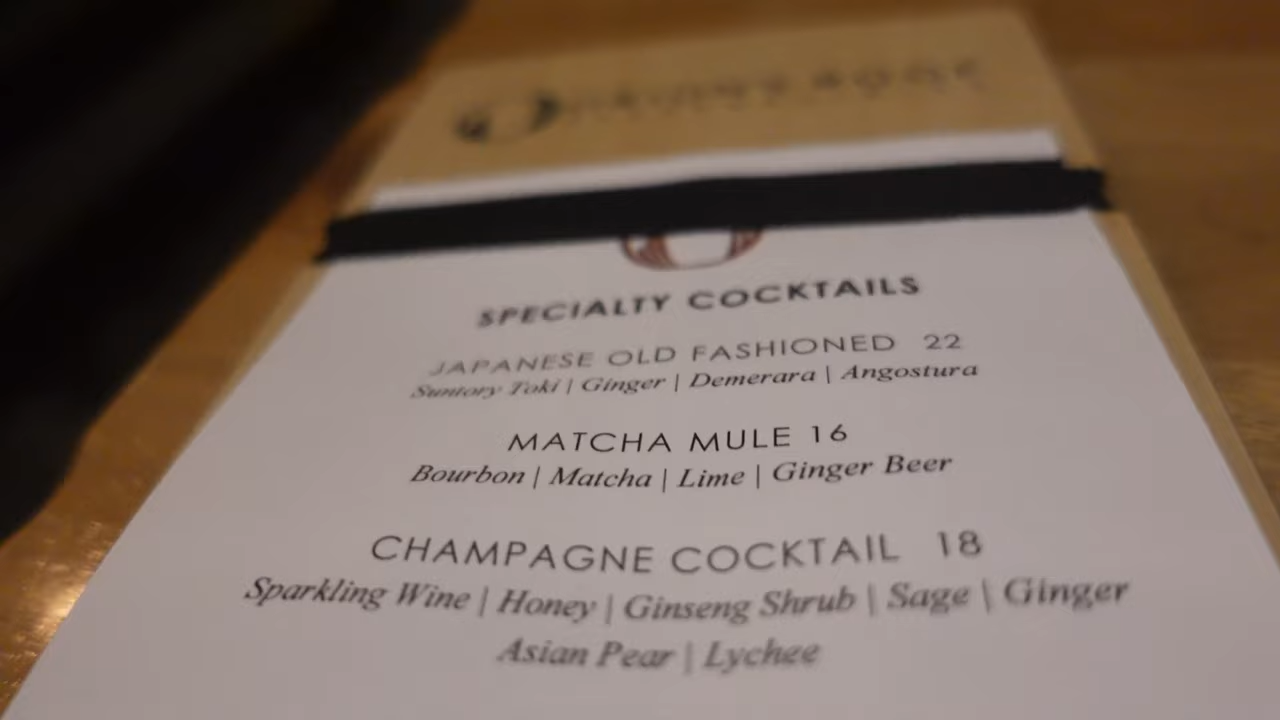 SPECIALTY COCKTAILS
JAPANESE OLD FASHIONED 22
Suntory Toki | Ginger | Demerara | Angostura
MATCHA MULE 16
Bourbon | Matcha | Lime | Ginger Beer
CHAMPAGNE COCKTAIL 18
Sparkling Wine | Honey | Ginseng Shrub | Sage | Ginger
Asian Pear | Lychee